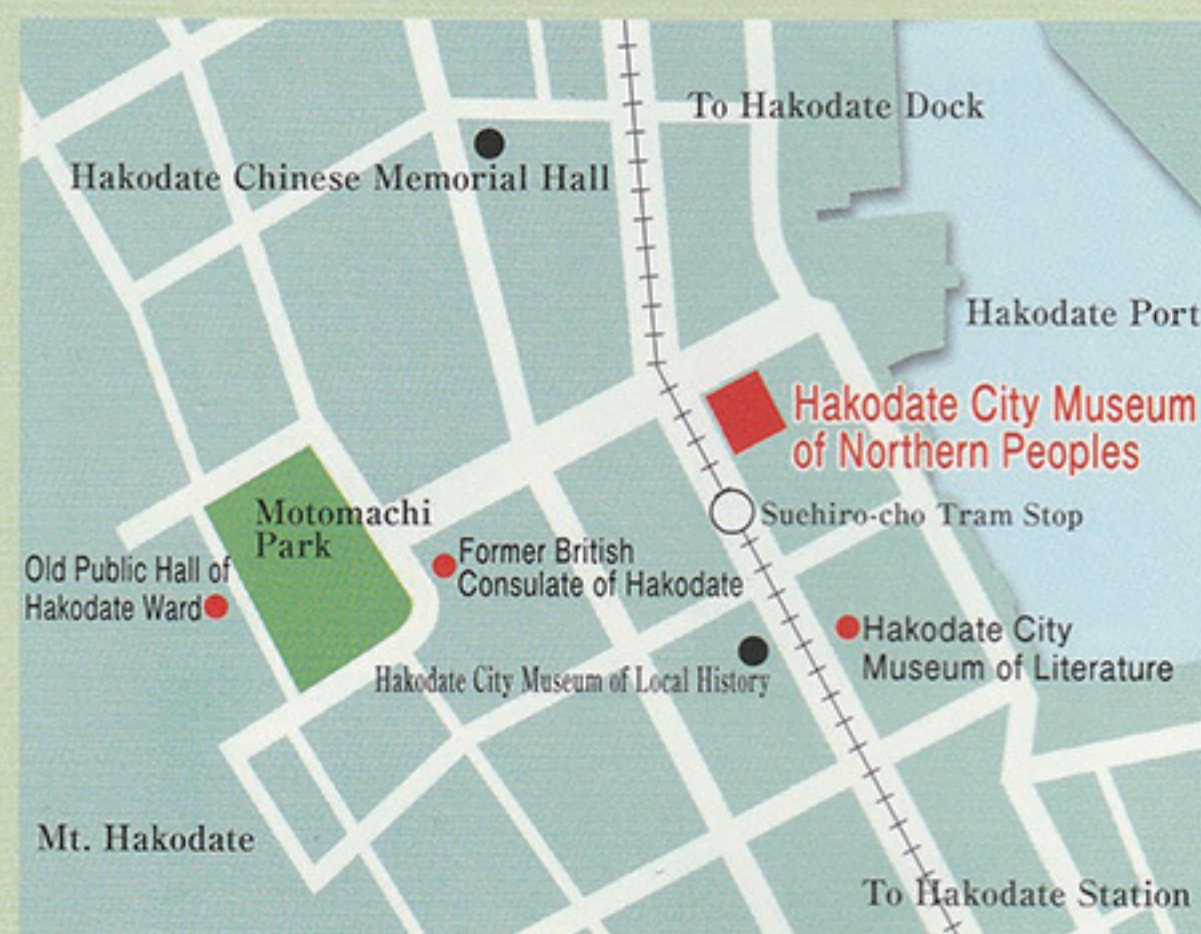 To Hakodate Dock
Hakodate Chinese Memorial Hall
Hakodate Port
Hakodate City Museum
of Northern Peoples
Motomachi
Park
Suehiro-cho Tram Stop
Former British
Consulate of Hakodate
Old Public Hall of
Hakodate Ward
Hakodate City
Museum of Literature
Hakodate City Museum of Local History
Mt. Hakodate
To Hakodate Station